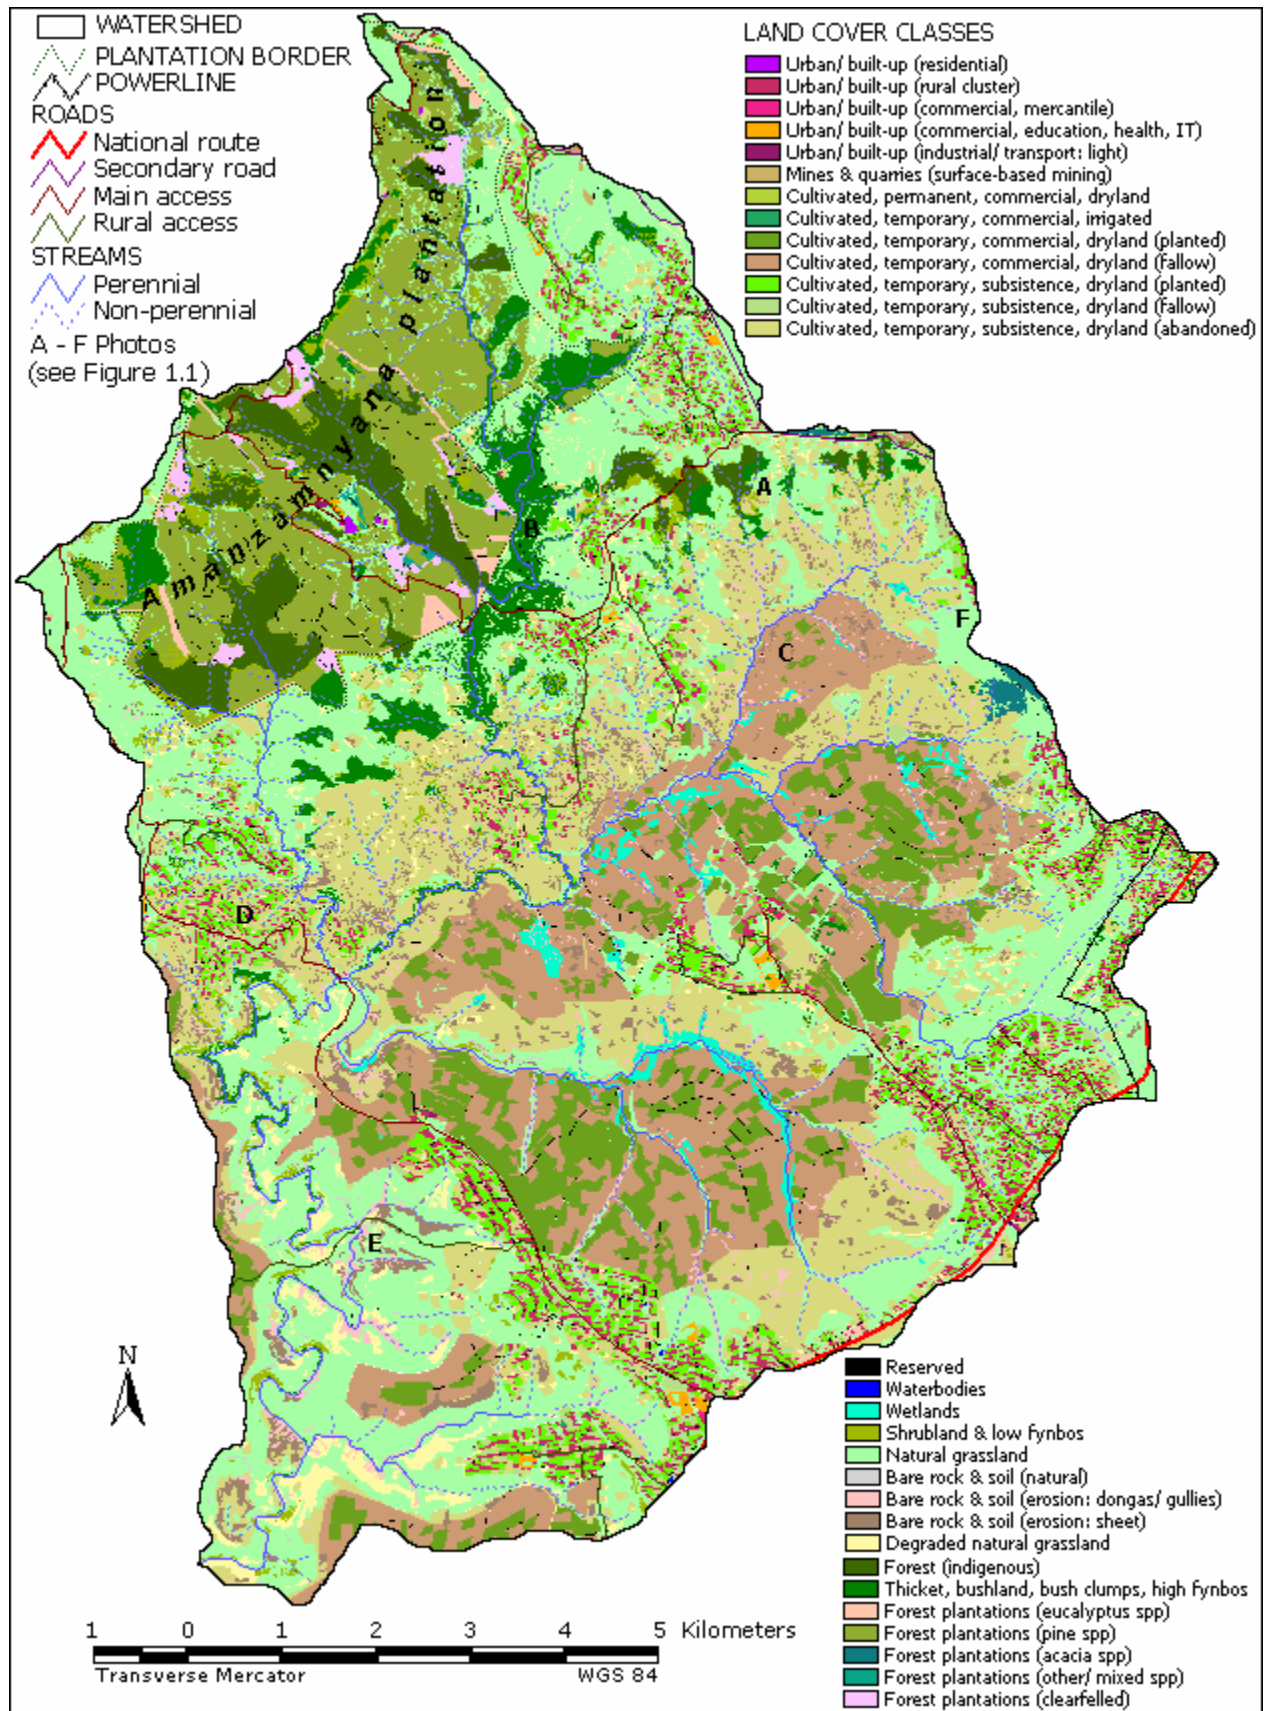 WATERSHED
PLANTATION BORDER
POWERLINE
ROADS
National route
Secondary road
Main access
Rural access
STREAMS
Perennial
Non-perennial
A - F Photos
(see Figure 1.1)
LAND COVER CLASSES
Urban/ built-up (residential)
Urban/ built-up (rural cluster)
Urban/ built-up (commercial, mercantile)
Urban/ built-up (commercial, education, health, IT)
Urban/ built-up (industrial/ transport: light)
Mines & quarries (surface-based mining)
Cultivated, permanent, commercial, dryland
Cultivated, temporary, commercial, irrigated
Cultivated, temporary, commercial, dryland (planted)
Cultivated, temporary, commercial, dryland (fallow)
Cultivated, temporary, subsistence, dryland (planted)
Cultivated, temporary, subsistence, dryland (fallow)
Cultivated, temporary, subsistence, dryland (abandoned)
Amanzamnyana plantation
A
B
F
C
D
E
N
Reserved
Waterbodies
Wetlands
Shrubland & low fynbos
Natural grassland
Bare rock & soil (natural)
Bare rock & soil (erosion: dongas/ gullies)
Bare rock & soil (erosion: sheet)
Degraded natural grassland
Forest (indigenous)
Thicket, bushland, bush clumps, high fynbos
Forest plantations (eucalyptus spp)
Forest plantations (pine spp)
Forest plantations (acacia spp)
Forest plantations (other/ mixed spp)
Forest plantations (clearfelled)
1 0 1 2 3 4 5 Kilometers
Transverse Mercator WGS 84